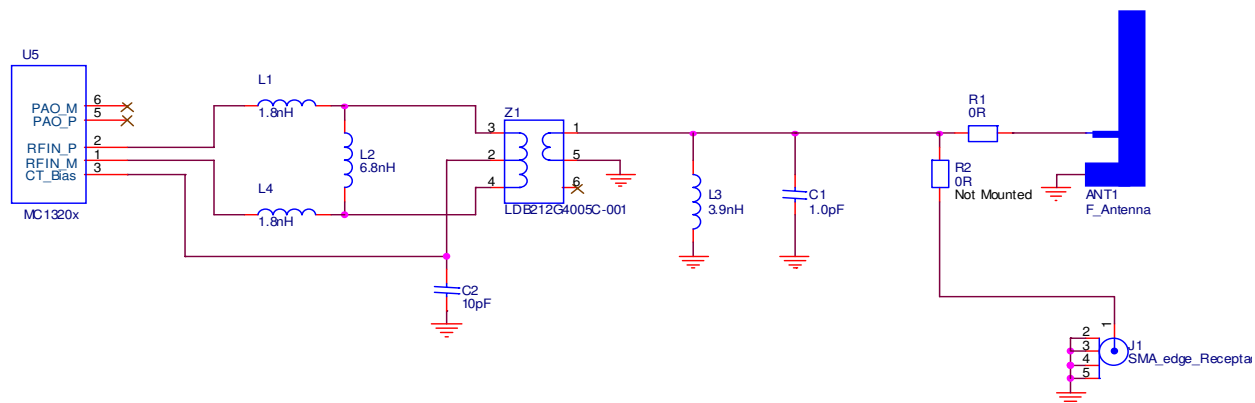 U5
PAO_M
6
PAO_P
5
RFIN_P
2
RFIN_M
1
CT_Bias
3
MC1320x
L1
1.8nH
L2
6.8nH
L4
1.8nH
C2
10pF
Z1
3
1
2
5
4
6
LDB212G4005C-001
L3
3.9nH
C1
1.0pF
R1
0R
R2
0R
Not Mounted
ANT1
F_Antenna
1
2
3
4
5
J1
SMA_edge_Recepta